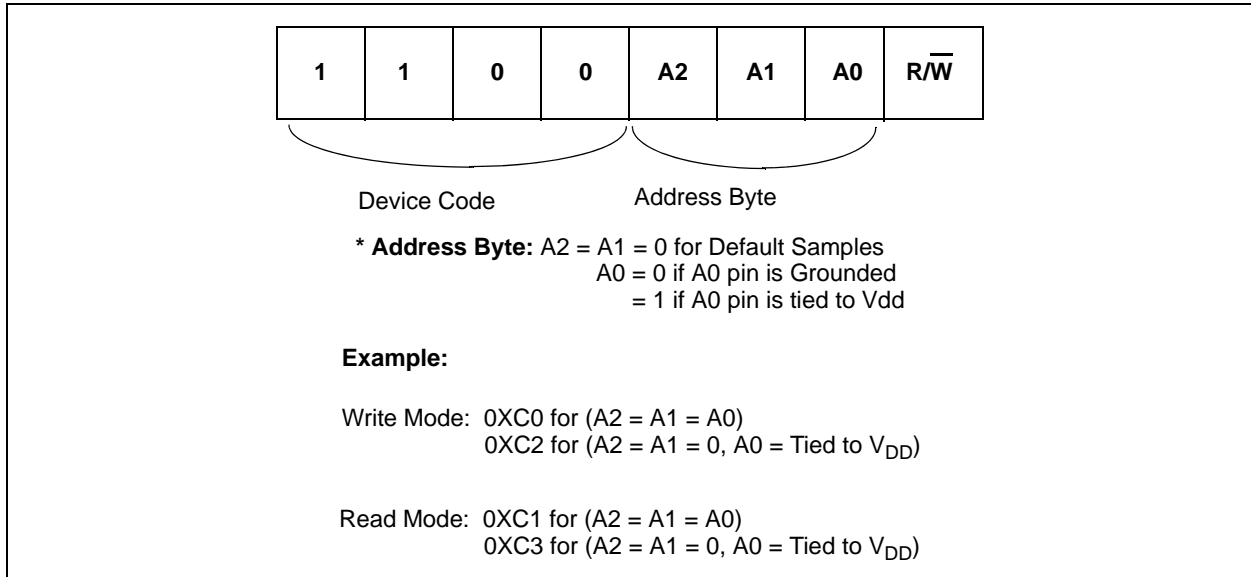 1 1 0 0 A2 A1 A0 R/W̅
Device Code Address Byte
* Address Byte: A2 = A1 = 0 for Default Samples
A0 = 0 if A0 pin is Grounded
= 1 if A0 pin is tied to Vdd
Example:
Write Mode: 0XC0 for (A2 = A1 = A0)
0XC2 for (A2 = A1 = 0, A0 = Tied to VDD)
Read Mode: 0XC1 for (A2 = A1 = A0)
0XC3 for (A2 = A1 = 0, A0 = Tied to VDD)